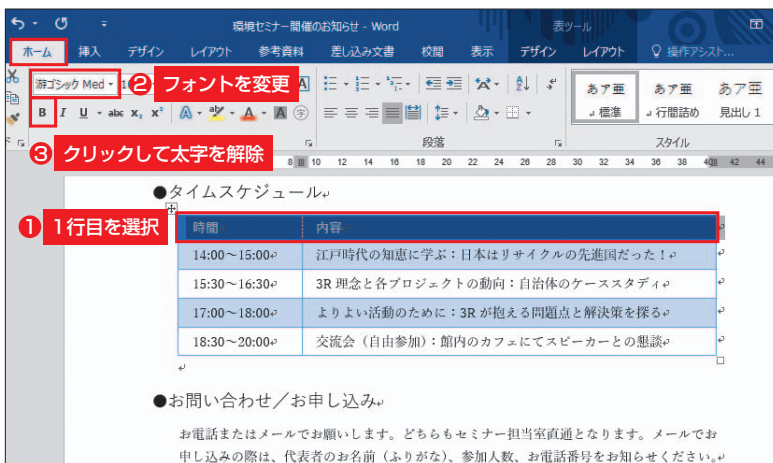 環境セミナー開催のお知らせ - Word
表ツール
ホーム 挿入 デザイン レイアウト 参考資料 差し込み文書 校閲 表示 デザイン レイアウト 操作アシスト...
游ゴシック Med
❷ フォントを変更
B I U abc X₂ X² A A A 字
あア亜 あア亜 あア亜
標準 行間詰め 見出し 1
段落 スタイル
❸ クリックして太字を解除
8 10 12 14 16 18 20 22 24 26 28 30 32 34 36 38 40 42 44
●タイムスケジュール
❶ 1行目を選択
時間 内容
14:00～15:00 江戸時代の知恵に学ぶ：日本はリサイクルの先進国だった！
15:30～16:30 3R 理念と各プロジェクトの動向：自治体のケーススタディ
17:00～18:00 よりよい活動のために：3R が抱える問題点と解決策を探る
18:30～20:00 交流会（自由参加）：館内のカフェにてスピーカーとの懇談
●お問い合わせ／お申し込み
お電話またはメールでお願いします。どちらもセミナー担当室直通となります。メールでお
申し込みの際は、代表者のお名前（ふりがな）、参加人数、お電話番号をお知らせください。